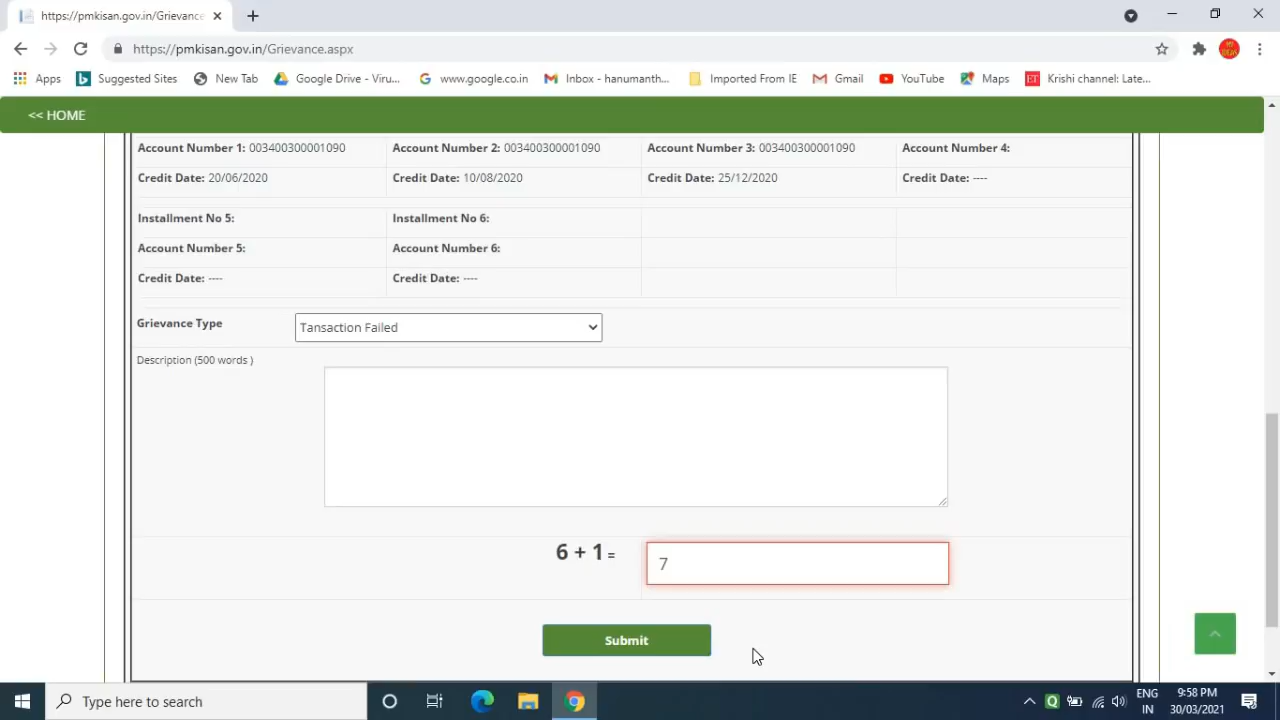 https://pmkisan.gov.in/Grievance
https://pmkisan.gov.in/Grievance.aspx
Apps Suggested Sites New Tab Google Drive - Viru... www.google.co.in Inbox - hanumanth... Imported From IE Gmail YouTube Maps ET Krishi channel: Late...
<< HOME
Account Number 1: 003400300001090 Account Number 2: 003400300001090 Account Number 3: 003400300001090 Account Number 4:
Credit Date: 20/06/2020 Credit Date: 10/08/2020 Credit Date: 25/12/2020 Credit Date: ----
Installment No 5: Installment No 6:
Account Number 5: Account Number 6:
Credit Date: ---- Credit Date: ----
Grievance Type Tansaction Failed
Description (500 words )
6 + 1 = 7
Submit
Type here to search ENG 9:58 PM
IN 30/03/2021